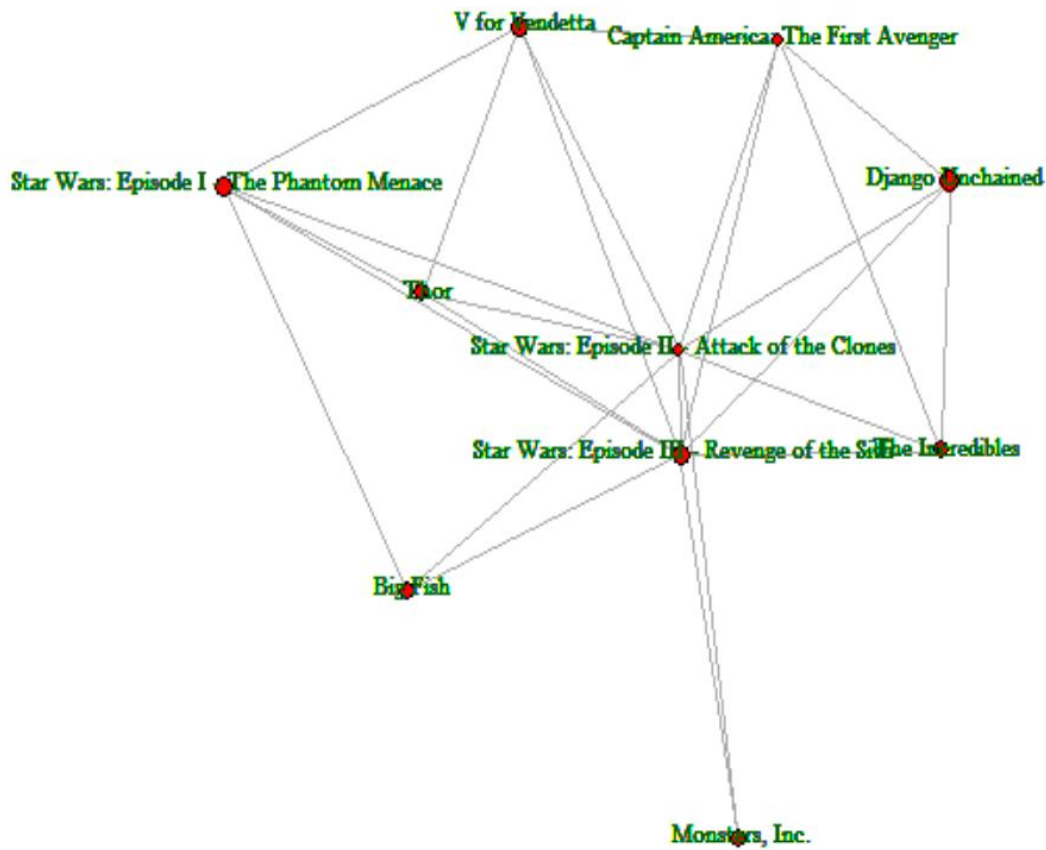 V for Vendetta
Captain America: The First Avenger
Star Wars: Episode I - The Phantom Menace
Django Unchained
Thor
Star Wars: Episode II - Attack of the Clones
Star Wars: Episode III - Revenge of the Sith
The Incredibles
Big Fish
Monsters, Inc.